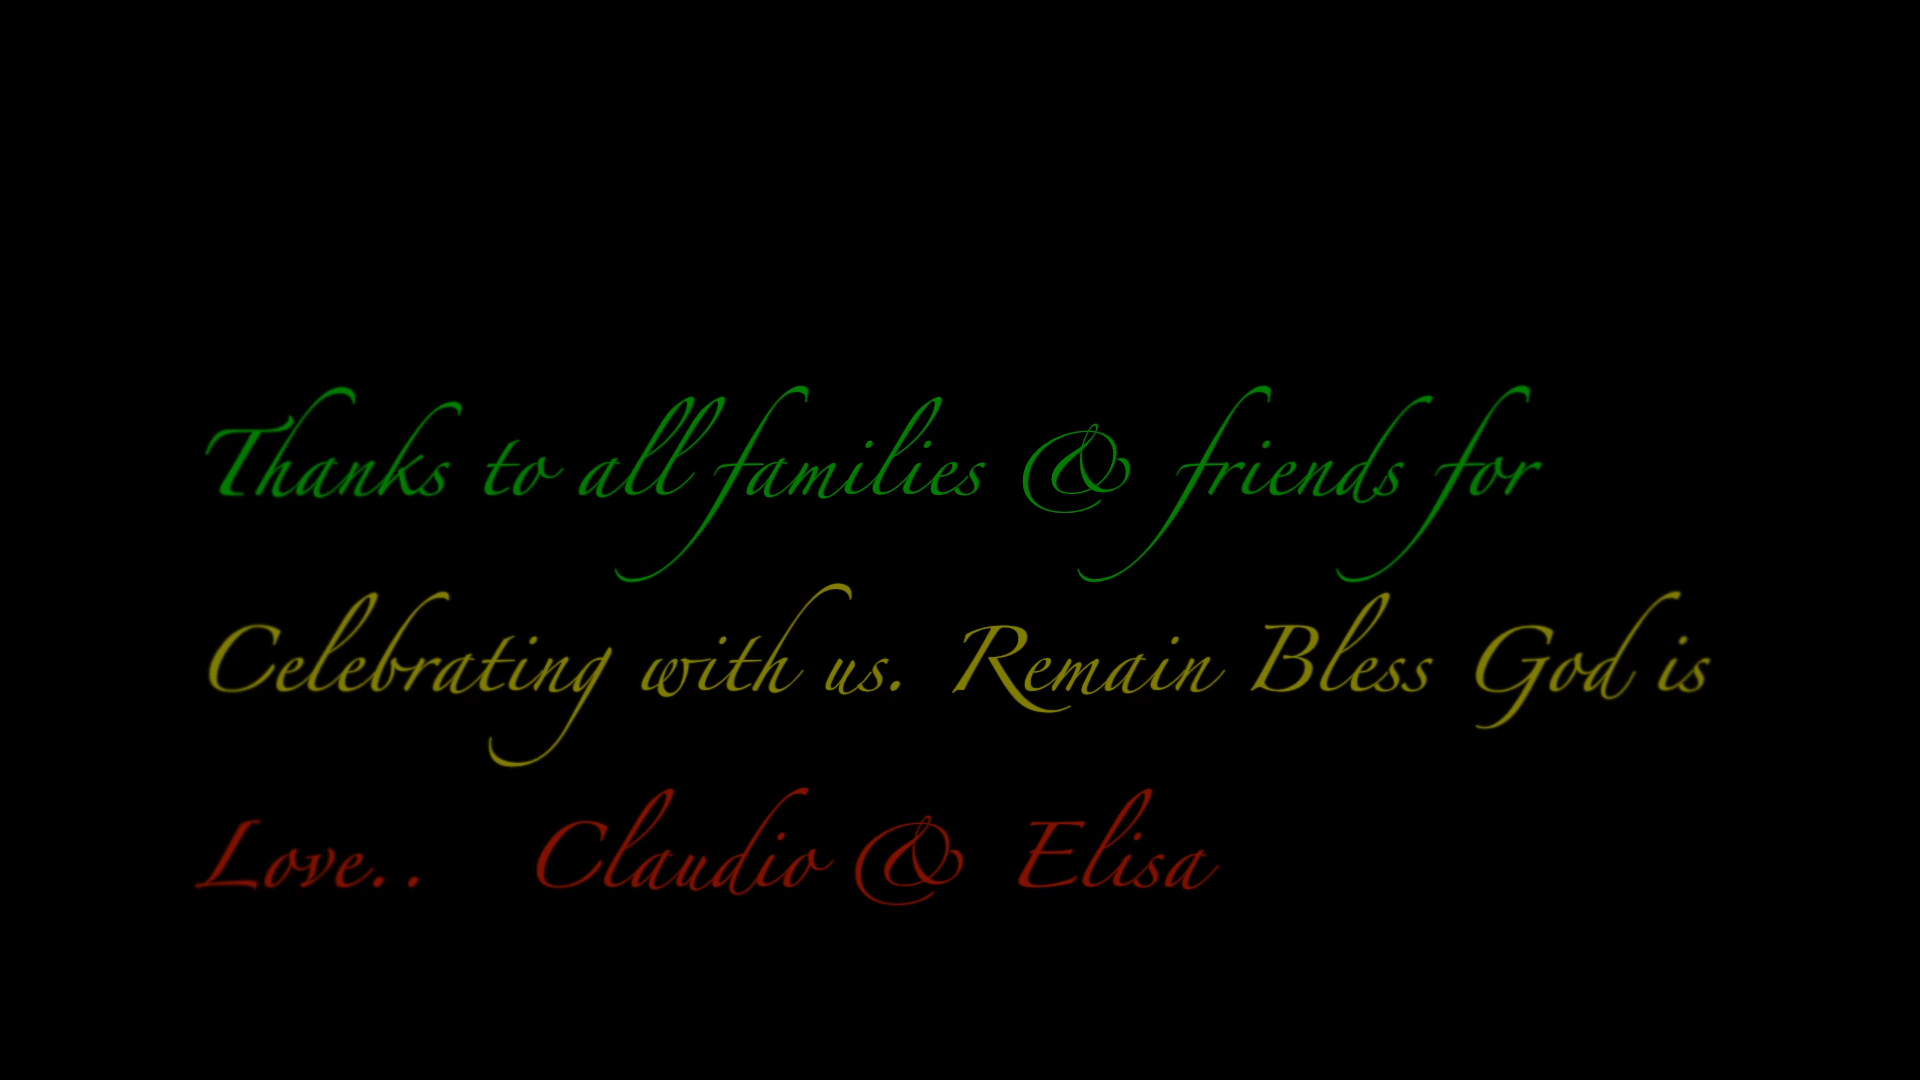 Thanks to all families & friends for
Celebrating with us. Remain Bless God is
Love.. Claudio & Elisa